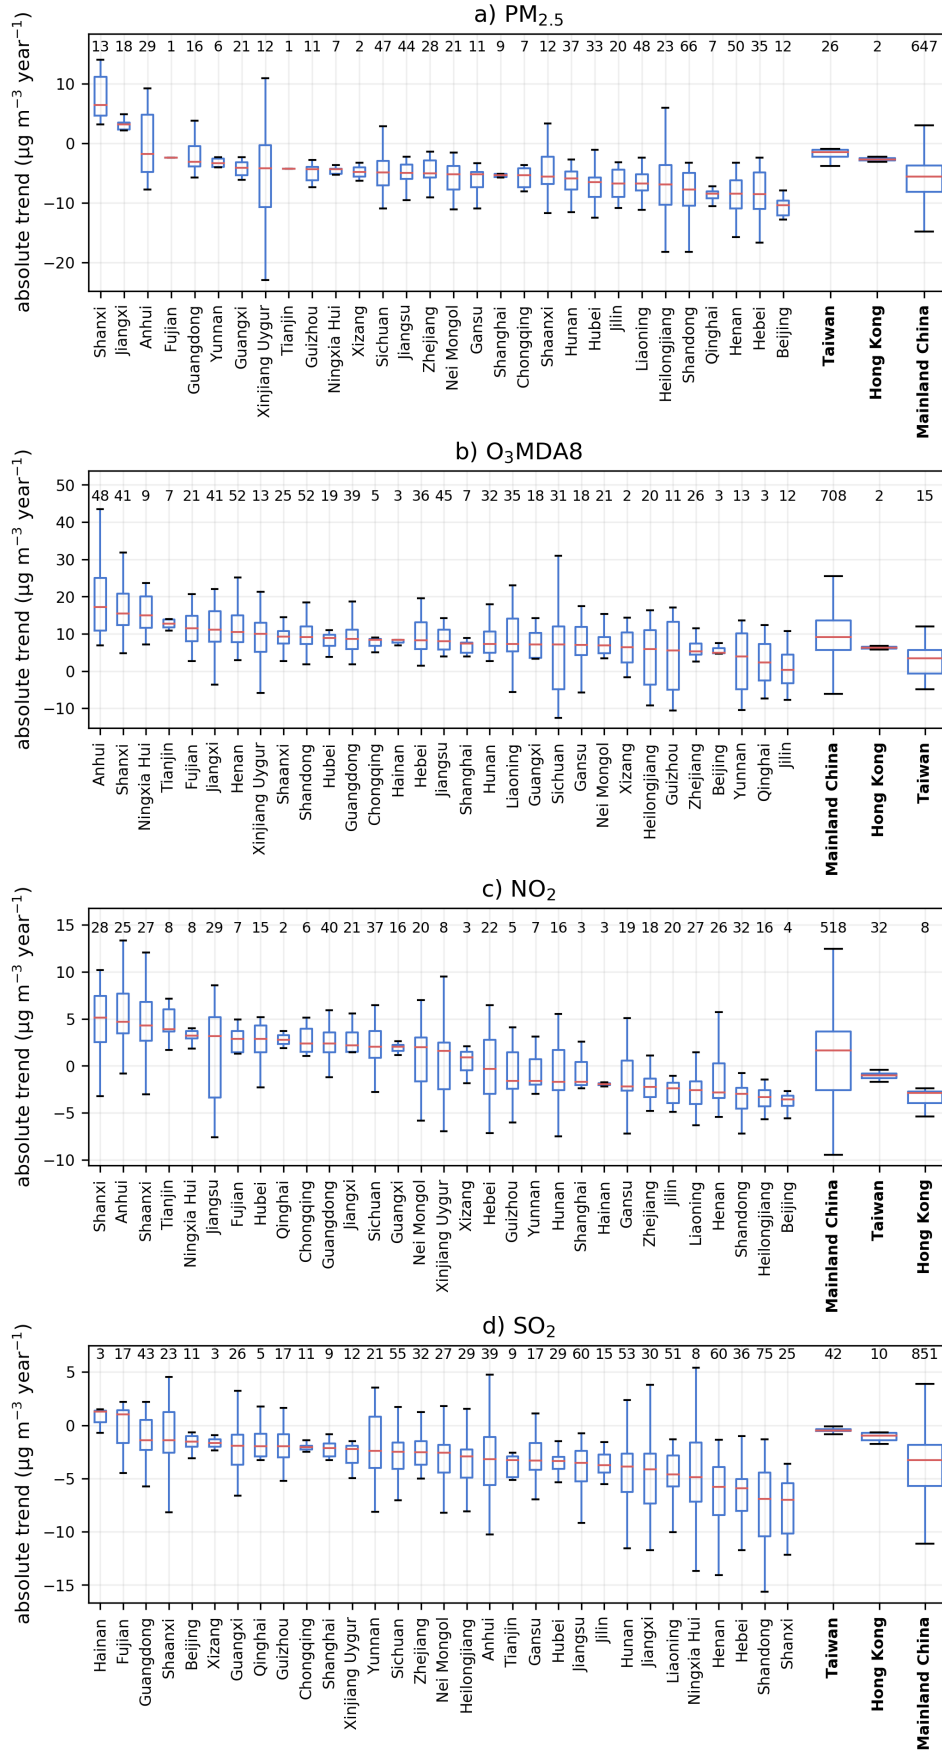 a) PM2.5
13 18 29 1 16 6 21 12 1 11 7 2 47 44 28 21 11 9 7 12 37 33 20 48 23 66 7 50 35 12 26 2 647
10
0
−10
−20
absolute trend (μg m−3 year−1)
Shanxi Jiangxi Anhui Fujian Guangdong Yunnan Guangxi Xinjiang Uygur Tianjin Guizhou Ningxia Hui Xizang Sichuan Jiangsu Zhejiang Nei Mongol Gansu Shanghai Chongqing Shaanxi Hunan Hubei Jilin Liaoning Heilongjiang Shandong Qinghai Henan Hebei Beijing Taiwan Hong Kong Mainland China
b) O3MDA8
48 41 9 7 21 41 52 13 25 52 19 39 5 3 36 45 7 32 35 18 31 18 21 2 20 11 26 3 13 3 12 708 2 15
50
40
30
20
10
0
−10
absolute trend (μg m−3 year−1)
Anhui Shanxi Ningxia Hui Tianjin Fujian Jiangxi Henan Xinjiang Uygur Shaanxi Shandong Hubei Guangdong Chongqing Hainan Hebei Jiangsu Shanghai Hunan Liaoning Guangxi Sichuan Gansu Nei Mongol Xizang Heilongjiang Guizhou Zhejiang Beijing Yunnan Qinghai Jilin Mainland China Hong Kong Taiwan
c) NO2
28 25 27 8 8 29 7 15 2 6 40 21 37 16 20 8 3 22 5 7 16 3 3 19 18 20 27 26 32 16 4 518 32 8
15
10
5
0
−5
−10
absolute trend (μg m−3 year−1)
Shanxi Anhui Shaanxi Tianjin Ningxia Hui Jiangsu Fujian Hubei Qinghai Chongqing Guangdong Jiangxi Sichuan Guangxi Nei Mongol Xinjiang Uygur Xizang Hebei Guizhou Yunnan Hunan Shanghai Hainan Gansu Zhejiang Jilin Liaoning Henan Shandong Heilongjiang Beijing Mainland China Taiwan Hong Kong
d) SO2
3 17 43 23 11 3 26 5 17 11 9 12 21 55 32 27 29 39 9 17 29 60 15 53 30 51 8 60 36 75 25 42 10 851
5
0
−5
−10
−15
absolute trend (μg m−3 year−1)
Hainan Fujian Guangdong Shaanxi Beijing Xizang Guangxi Qinghai Guizhou Chongqing Shanghai Xinjiang Uygur Yunnan Sichuan Zhejiang Nei Mongol Heilongjiang Anhui Tianjin Gansu Hubei Jiangsu Jilin Hunan Jiangxi Liaoning Ningxia Hui Henan Hebei Shandong Shanxi Taiwan Hong Kong Mainland China